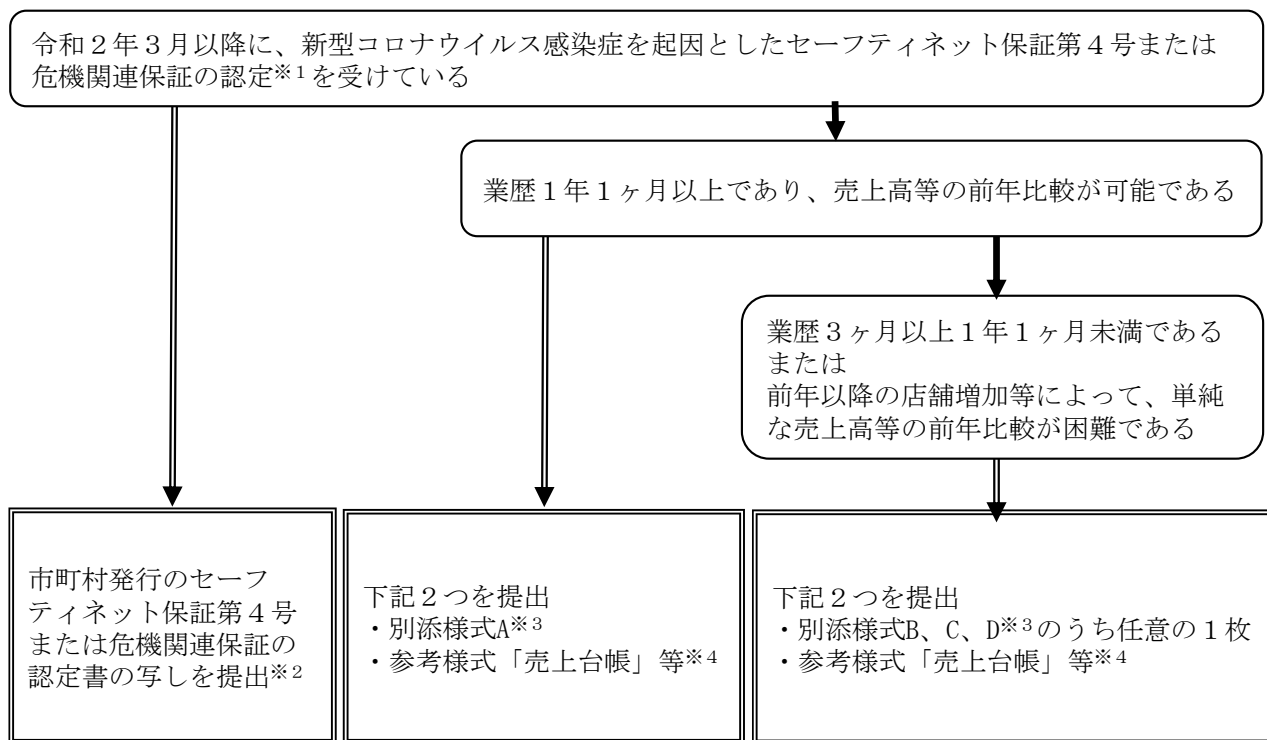 令和２年３月以降に、新型コロナウイルス感染症を起因としたセーフティネット保証第４号または
危機関連保証の認定※1を受けている
業歴１年１ヶ月以上であり、売上高等の前年比較が可能である
業歴３ヶ月以上１年１ヶ月未満である
または
前年以降の店舗増加等によって、単純
な売上高等の前年比較が困難である
市町村発行のセーフ
ティネット保証第４号
または危機関連保証の
認定書の写しを提出※2
下記２つを提出
・別添様式A※3
・参考様式「売上台帳」等※4
下記２つを提出
・別添様式B、C、D※3のうち任意の１枚
・参考様式「売上台帳」等※4